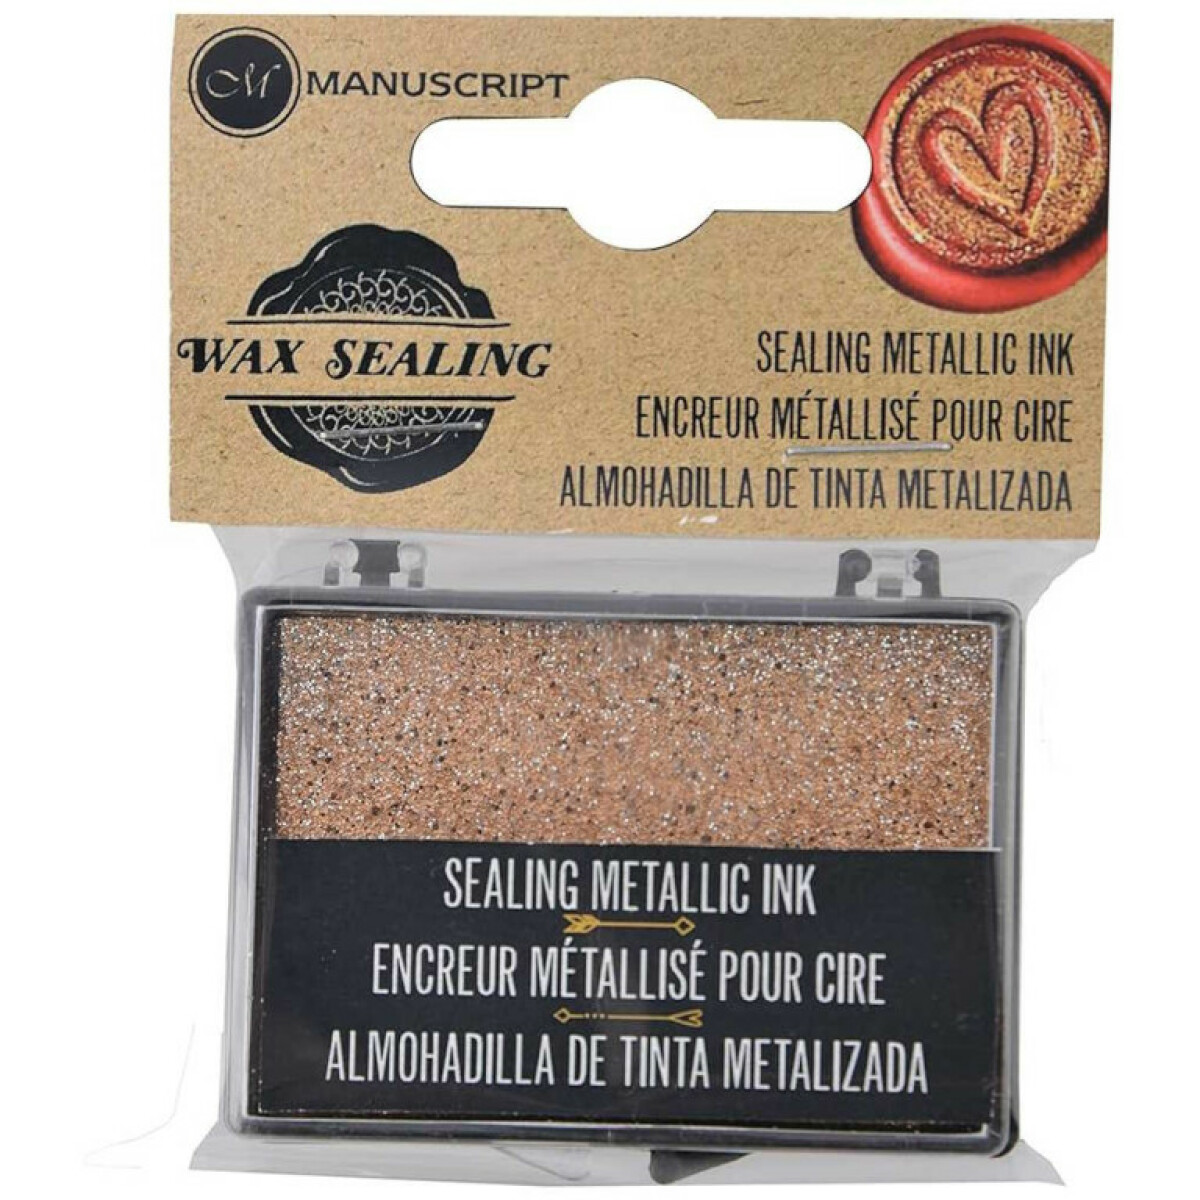 M MANUSCRIPT
WAX SEALING
SEALING METALLIC INK
ENCREUR MÉTALLISÉ POUR CIRE
ALMOHADILLA DE TINTA METALIZADA
SEALING METALLIC INK
ENCREUR MÉTALLISÉ POUR CIRE
ALMOHADILLA DE TINTA METALIZADA